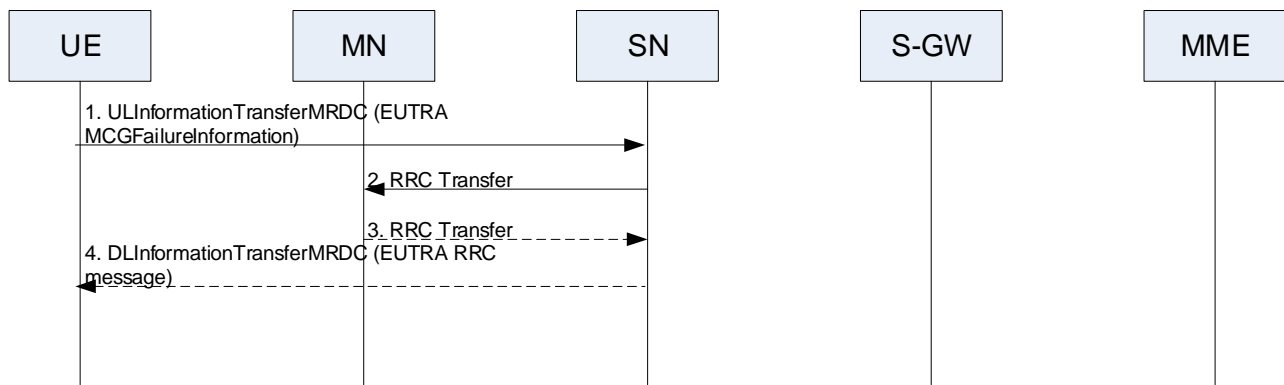 UE
MN
SN
S-GW
MME
1. ULInformationTransferMRDC (EUTRA
MCGFailureInformation)
2. RRC Transfer
3. RRC Transfer
4. DLInformationTransferMRDC (EUTRA RRC
message)